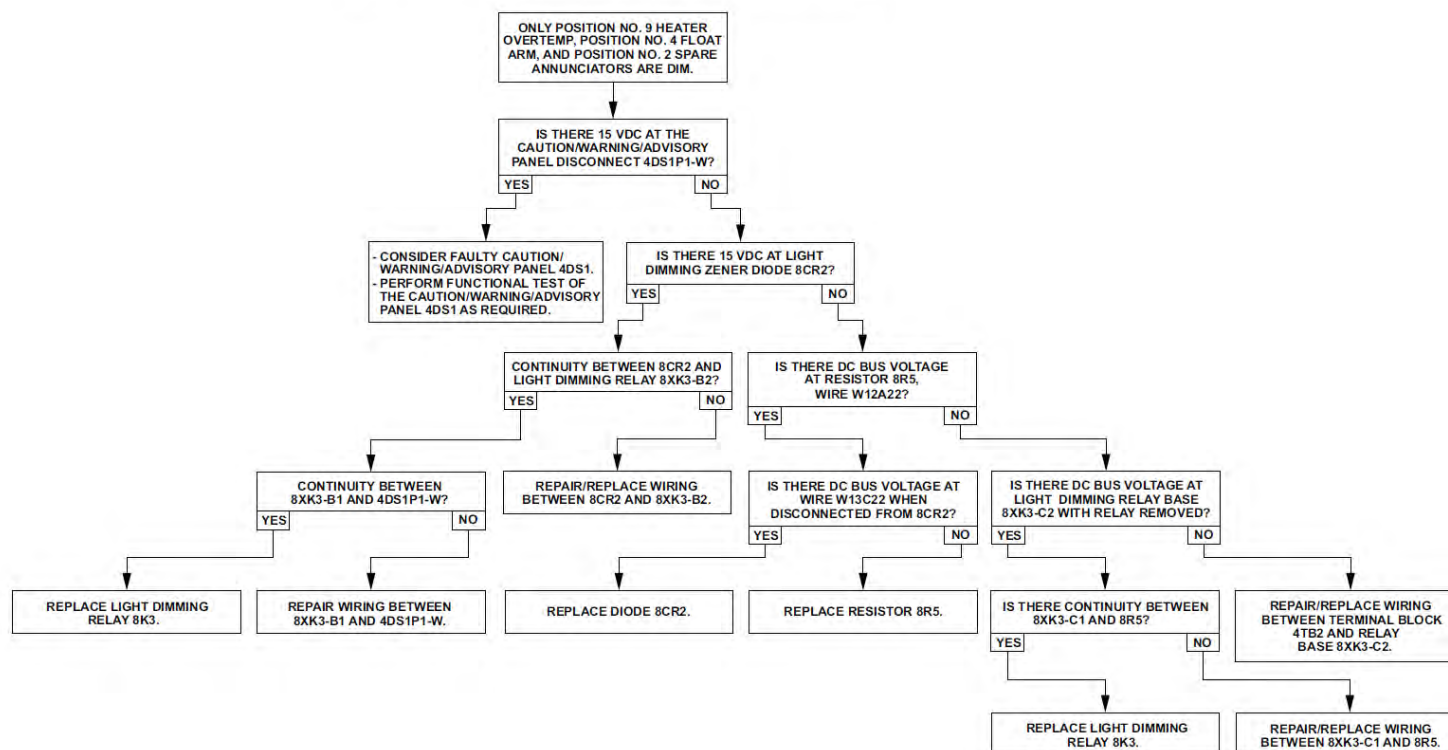 ONLY POSITION NO. 9 HEATER
OVERTEMP, POSITION NO. 4 FLOAT
ARM, AND POSITION NO. 2 SPARE
ANNUNCIATORS ARE DIM.
IS THERE 15 VDC AT THE
CAUTION/WARNING/ADVISORY
PANEL DISCONNECT 4DS1P1-W?
YES
NO
- CONSIDER FAULTY CAUTION/
WARNING/ADVISORY PANEL 4DS1.
- PERFORM FUNCTIONAL TEST OF
THE CAUTION/WARNING/ADVISORY
PANEL 4DS1 AS REQUIRED.
IS THERE 15 VDC AT LIGHT
DIMMING ZENER DIODE 8CR2?
YES
NO
CONTINUITY BETWEEN 8CR2 AND
LIGHT DIMMING RELAY 8XK3-B2?
YES
NO
IS THERE DC BUS VOLTAGE
AT RESISTOR 8R5,
WIRE W12A22?
YES
NO
CONTINUITY BETWEEN
8XK3-B1 AND 4DS1P1-W?
YES
NO
REPAIR/REPLACE WIRING
BETWEEN 8CR2 AND 8XK3-B2.
IS THERE DC BUS VOLTAGE AT
WIRE W13C22 WHEN
DISCONNECTED FROM 8CR2?
YES
NO
IS THERE DC BUS VOLTAGE AT
LIGHT DIMMING RELAY BASE
8XK3-C2 WITH RELAY REMOVED?
YES
NO
REPLACE LIGHT DIMMING
RELAY 8K3.
REPAIR WIRING BETWEEN
8XK3-B1 AND 4DS1P1-W.
REPLACE DIODE 8CR2.
REPLACE RESISTOR 8R5.
IS THERE CONTINUITY BETWEEN
8XK3-C1 AND 8R5?
YES
NO
REPAIR/REPLACE WIRING
BETWEEN TERMINAL BLOCK
4TB2 AND RELAY
BASE 8XK3-C2.
REPLACE LIGHT DIMMING
RELAY 8K3.
REPAIR/REPLACE WIRING
BETWEEN 8XK3-C1 AND 8R5.